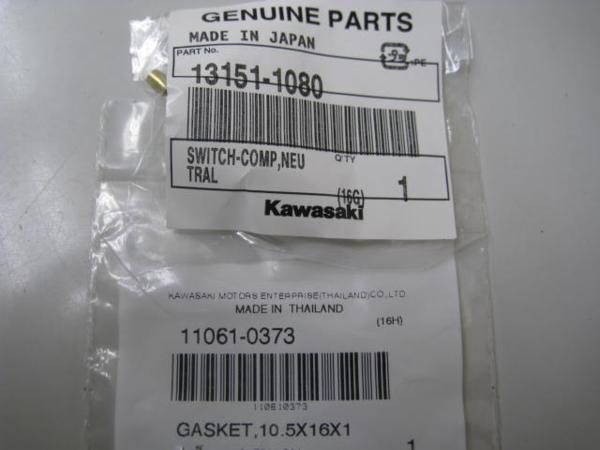 GENUINE PARTS
MADE IN JAPAN
PART No.
PE
13151-1080
SWITCH-COMP,NEU
TRAL
Q'TY
(16G)
1
Kawasaki
KAWASAKI MOTORS ENTERPRISE(THAILAND)CO.,LTD
MADE IN THAILAND
(16H)
11061-0373
110610373
GASKET,10.5X16X1
1